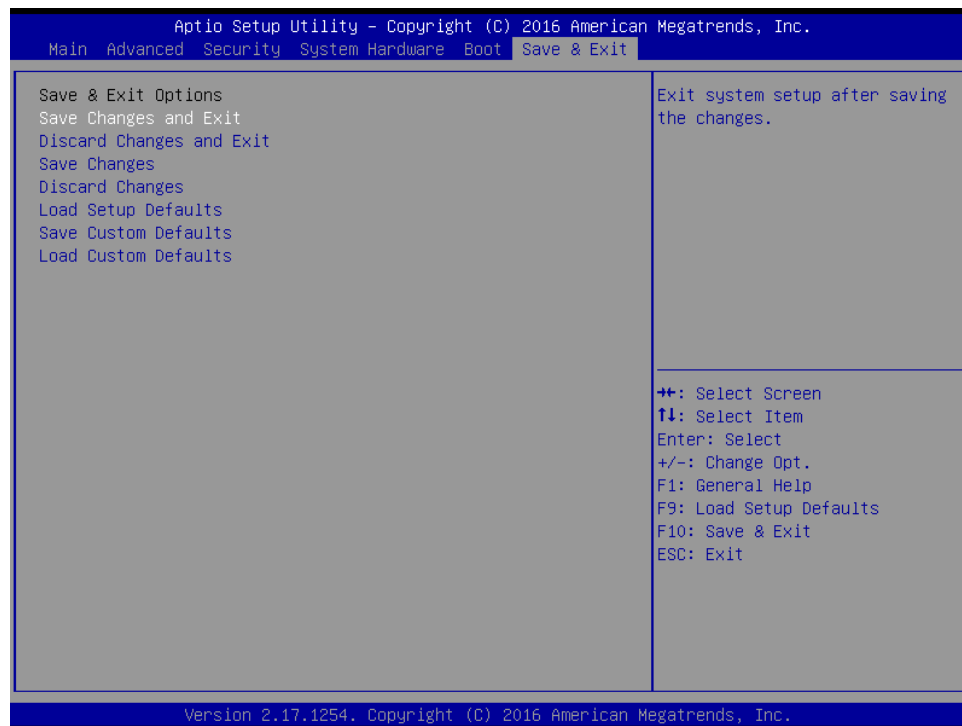 Aptio Setup Utility – Copyright (C) 2016 American Megatrends, Inc.
Main Advanced Security System Hardware Boot Save & Exit
Save & Exit Options
Save Changes and Exit
Discard Changes and Exit
Save Changes
Discard Changes
Load Setup Defaults
Save Custom Defaults
Load Custom Defaults
Exit system setup after saving
the changes.
→←: Select Screen
↑↓: Select Item
Enter: Select
+/-: Change Opt.
F1: General Help
F9: Load Setup Defaults
F10: Save & Exit
ESC: Exit
Version 2.17.1254. Copyright (C) 2016 American Megatrends, Inc.